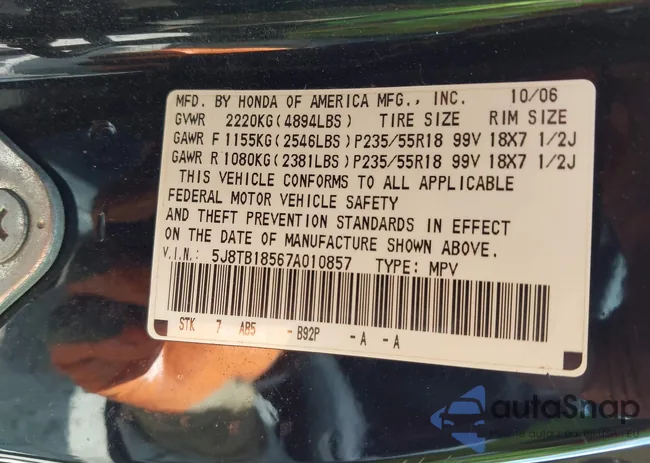 MFD. BY HONDA OF AMERICA MFG., INC. 10/06
GVWR 2220KG(4894LBS) TIRE SIZE RIM SIZE
GAWR F 1155KG(2546LBS) P235/55R18 99V 18X7 1/2J
GAWR R 1080KG(2381LBS) P235/55R18 99V 18X7 1/2J
THIS VEHICLE CONFORMS TO ALL APPLICABLE
FEDERAL MOTOR VEHICLE SAFETY
AND THEFT PREVENTION STANDARDS IN EFFECT
ON THE DATE OF MANUFACTURE SHOWN ABOVE.
V.I.N.: 5J8TB18567A010857 TYPE: MPV
STK 7 AB5 -B92P -A -A
autoSnap